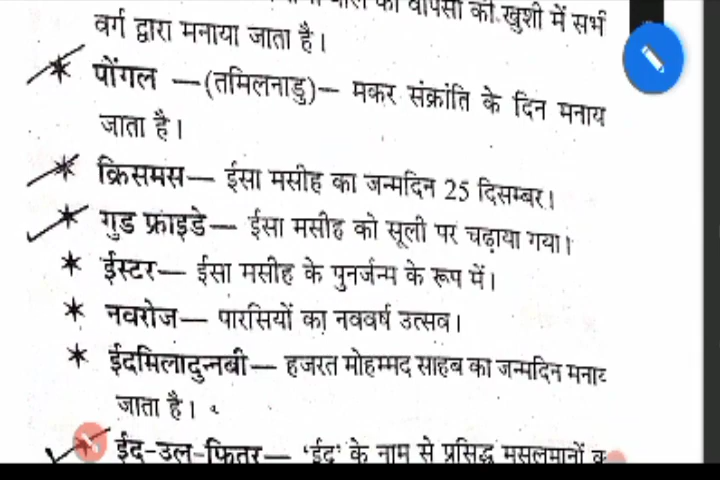 की वापसी की खुशी में सभी
वर्ग द्वारा मनाया जाता है।
* पोंगल —(तमिलनाडु)— मकर संक्रांति के दिन मनाय
जाता है।
* क्रिसमस— ईसा मसीह का जन्मदिन 25 दिसम्बर।
* गुड फ्राइडे— ईसा मसीह को सूली पर चढ़ाया गया।
* ईस्टर— ईसा मसीह के पुनर्जन्म के रूप में।
* नवरोज— पारसियों का नववर्ष उत्सव।
* ईदमिलादुन्नबी— हजरत मोहम्मद साहब का जन्मदिन मनाय
जाता है।
* ईद-उल-फितर— ‘ईद’ के नाम से प्रसिद्ध मुसलमानों क